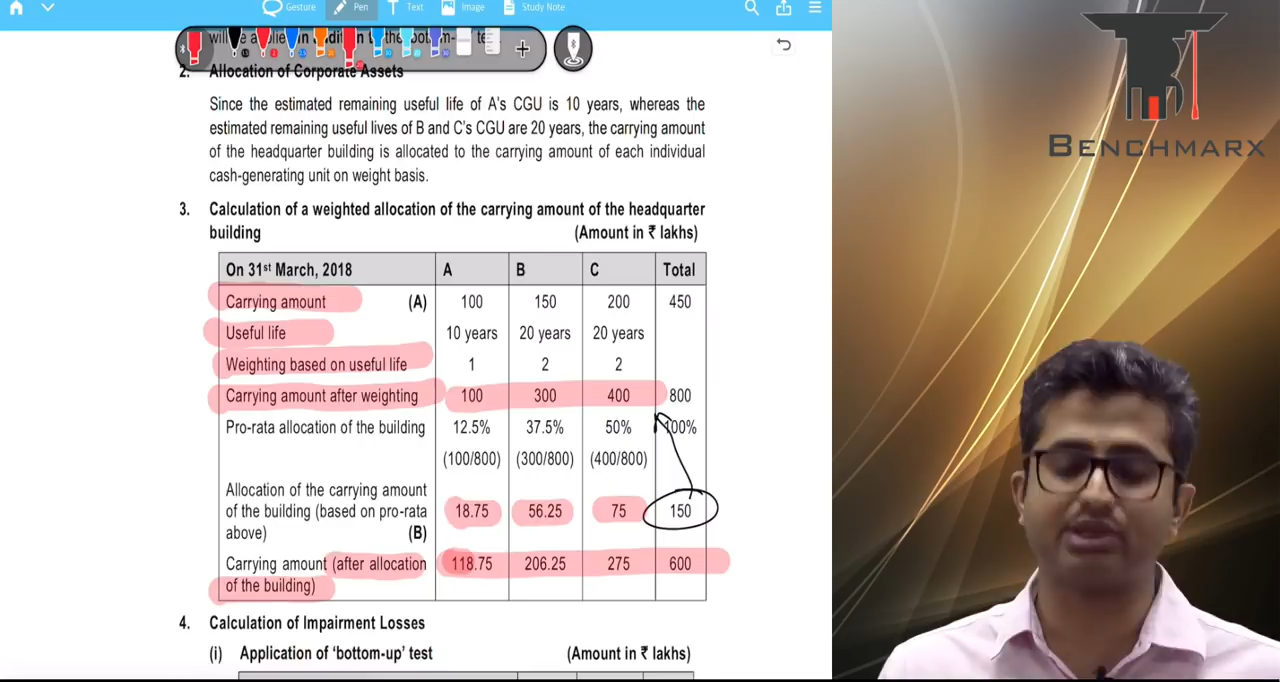 Gesture Pen Text Image Study Note
2. Allocation of Corporate Assets
Since the estimated remaining useful life of A's CGU is 10 years, whereas the
estimated remaining useful lives of B and C's CGU are 20 years, the carrying amount
of the headquarter building is allocated to the carrying amount of each individual
cash-generating unit on weight basis.
3. Calculation of a weighted allocation of the carrying amount of the headquarter
building (Amount in ₹ lakhs)
On 31st March, 2018 A B C Total
Carrying amount (A) 100 150 200 450
Useful life 10 years 20 years 20 years
Weighting based on useful life 1 2 2
Carrying amount after weighting 100 300 400 800
Pro-rata allocation of the building 12.5% 37.5% 50% 100%
(100/800) (300/800) (400/800)
Allocation of the carrying amount
of the building (based on pro-rata 18.75 56.25 75 150
above) (B)
Carrying amount (after allocation 118.75 206.25 275 600
of the building)
4. Calculation of Impairment Losses
(i) Application of 'bottom-up' test (Amount in ₹ lakhs)
BENCHMARX